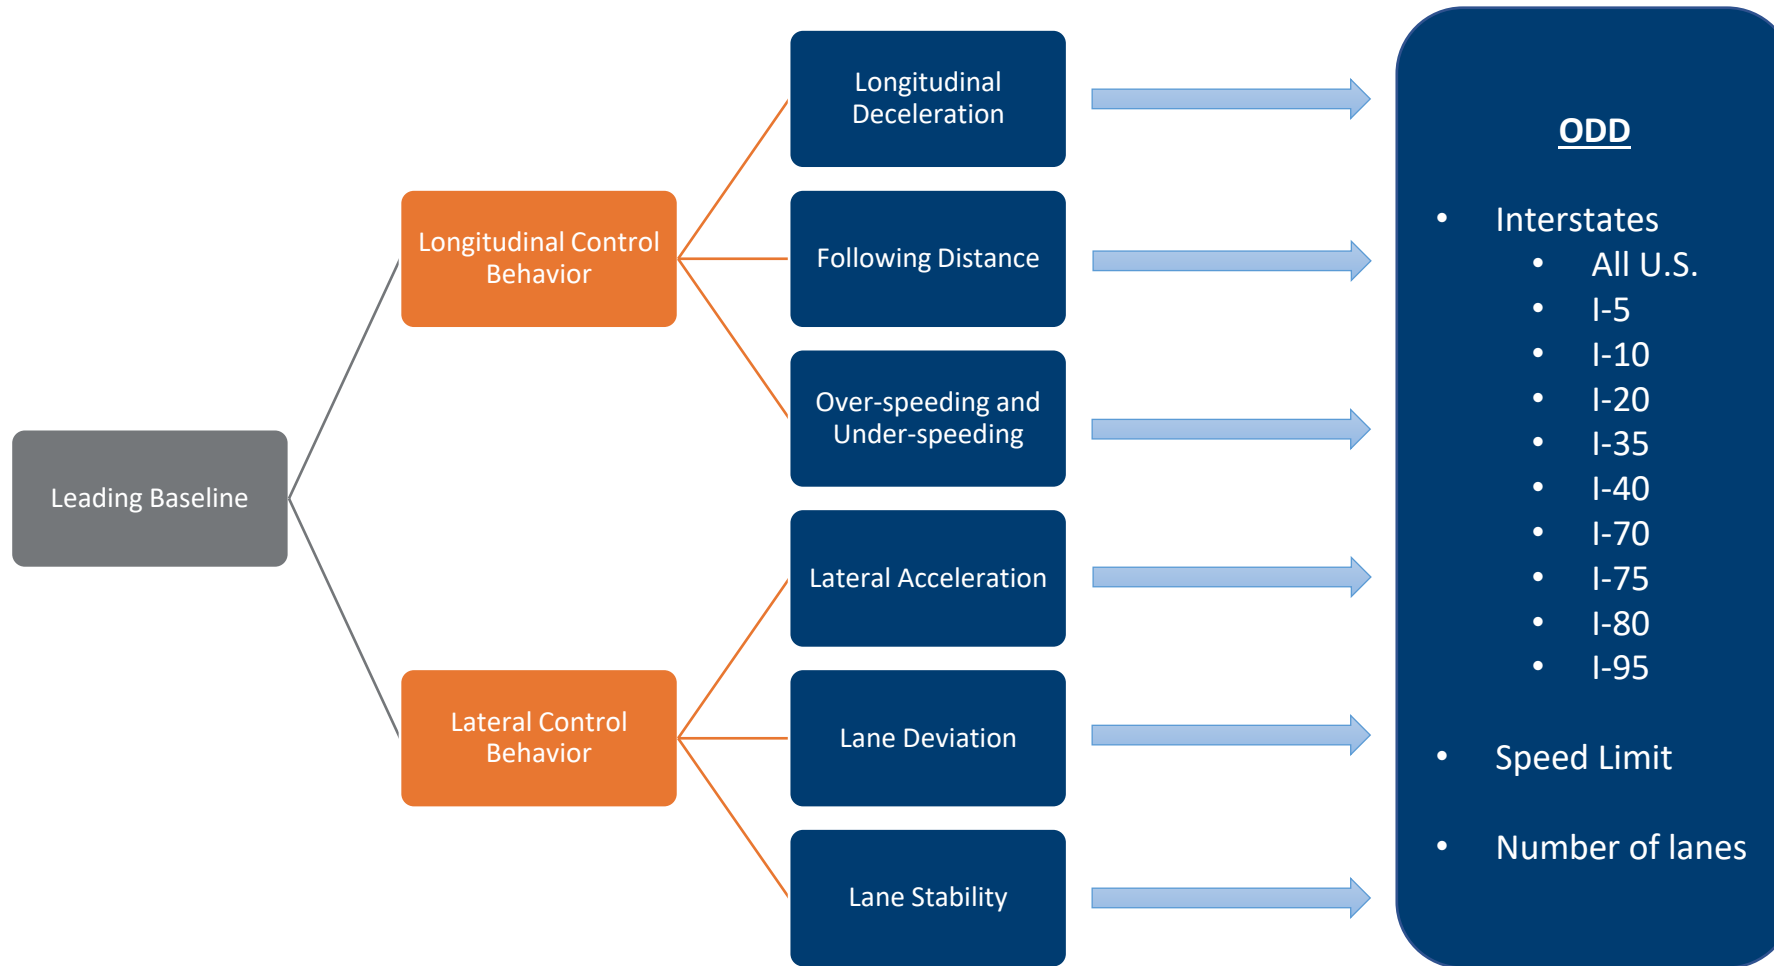 Leading Baseline
Longitudinal Control
Behavior
Lateral Control
Behavior
Longitudinal
Deceleration
Following Distance
Over-speeding and
Under-speeding
Lateral Acceleration
Lane Deviation
Lane Stability
ODD
• Interstates
• All U.S.
• I-5
• I-10
• I-20
• I-35
• I-40
• I-70
• I-75
• I-80
• I-95
• Speed Limit
• Number of lanes